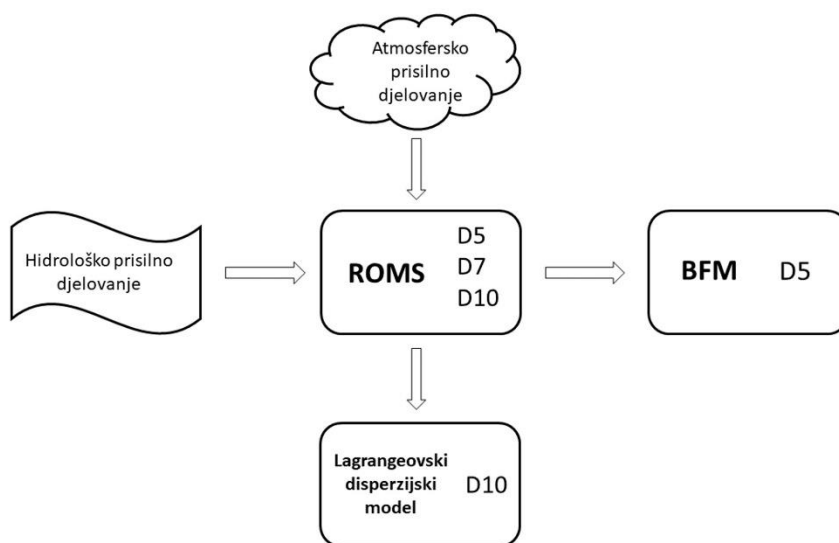 Atmosfersko
prisilno
djelovanje
Hidrološko prisilno
djelovanje
ROMS
D5
D7
D10
BFM
D5
Lagrangeovski
disperzijski
model
D10